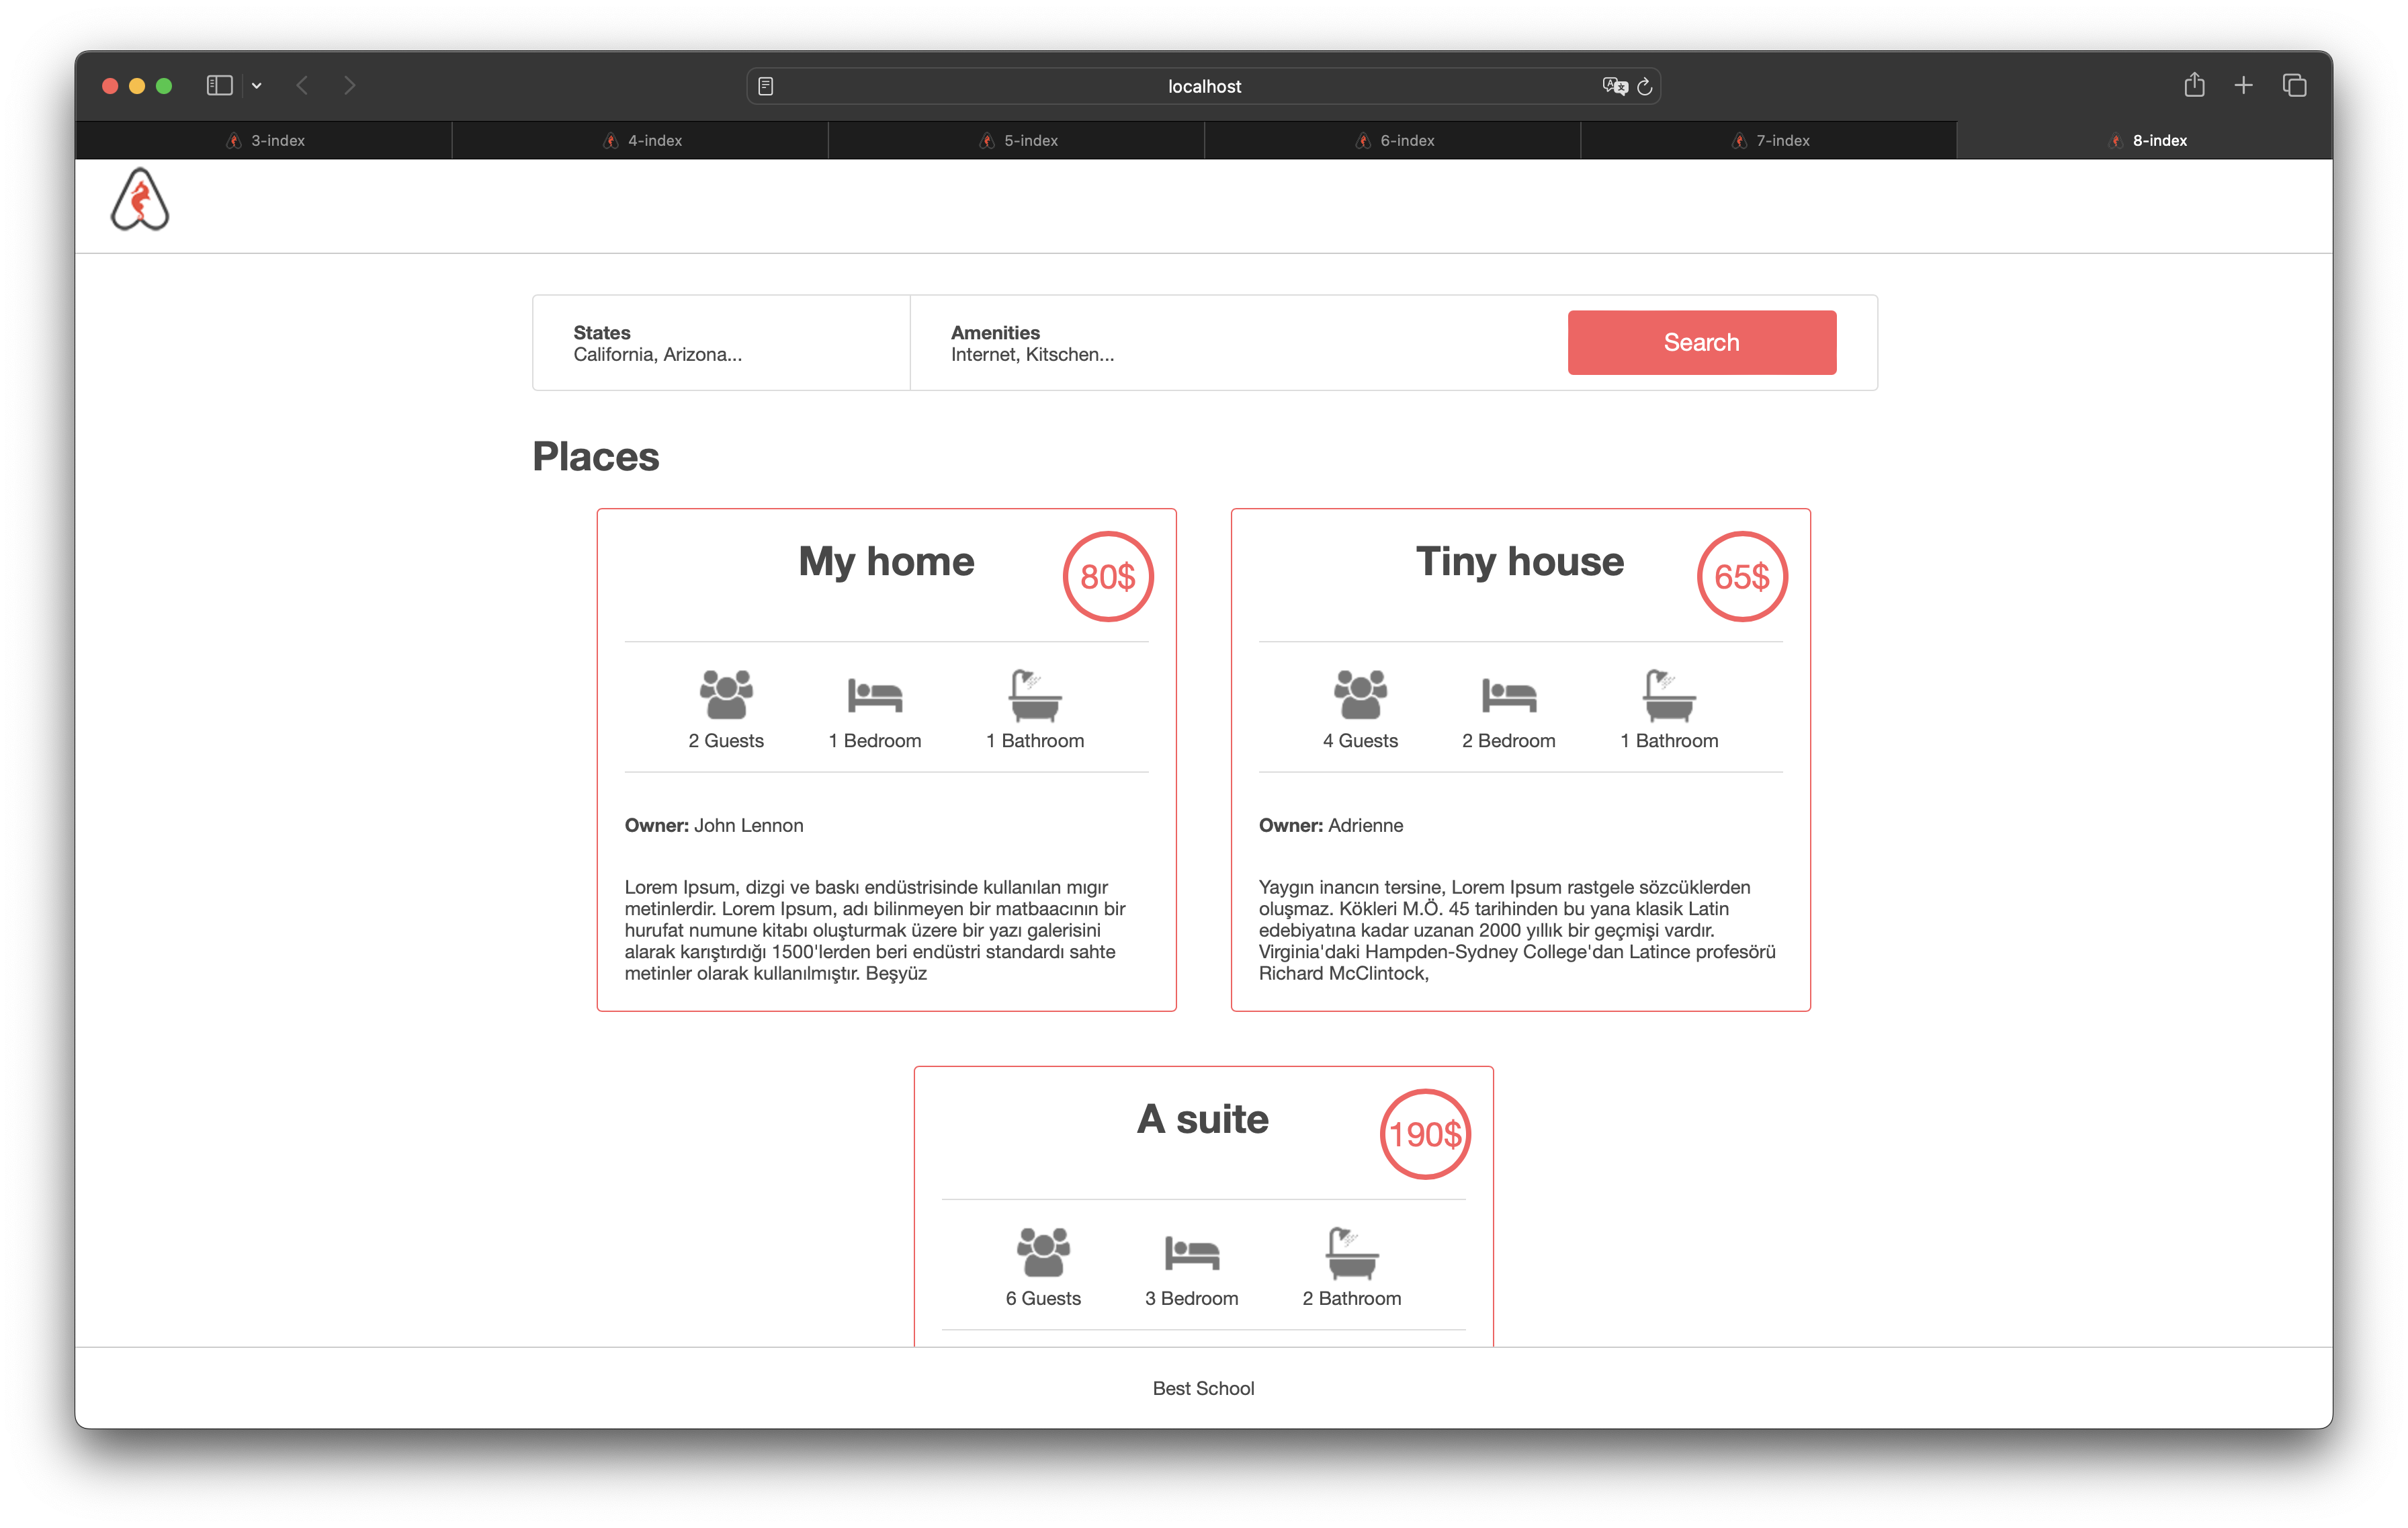 localhost
3-index
4-index
5-index
6-index
7-index
8-index
States
California, Arizona...
Amenities
Internet, Kitschen...
Search
Places
My home
80$
2 Guests
1 Bedroom
1 Bathroom
Owner: John Lennon
Lorem Ipsum, dizgi ve baskı endüstrisinde kullanılan mıgır
metinlerdir. Lorem Ipsum, adı bilinmeyen bir matbaacının bir
hurufat numune kitabı oluşturmak üzere bir yazı galerisini
alarak karıştırdığı 1500'lerden beri endüstri standardı sahte
metinler olarak kullanılmıştır. Beşyüz
Tiny house
65$
4 Guests
2 Bedroom
1 Bathroom
Owner: Adrienne
Yaygın inancın tersine, Lorem Ipsum rastgele sözcüklerden
oluşmaz. Kökleri M.Ö. 45 tarihinden bu yana klasik Latin
edebiyatına kadar uzanan 2000 yıllık bir geçmişi vardır.
Virginia'daki Hampden-Sydney College'dan Latince profesörü
Richard McClintock,
A suite
190$
6 Guests
3 Bedroom
2 Bathroom
Best School